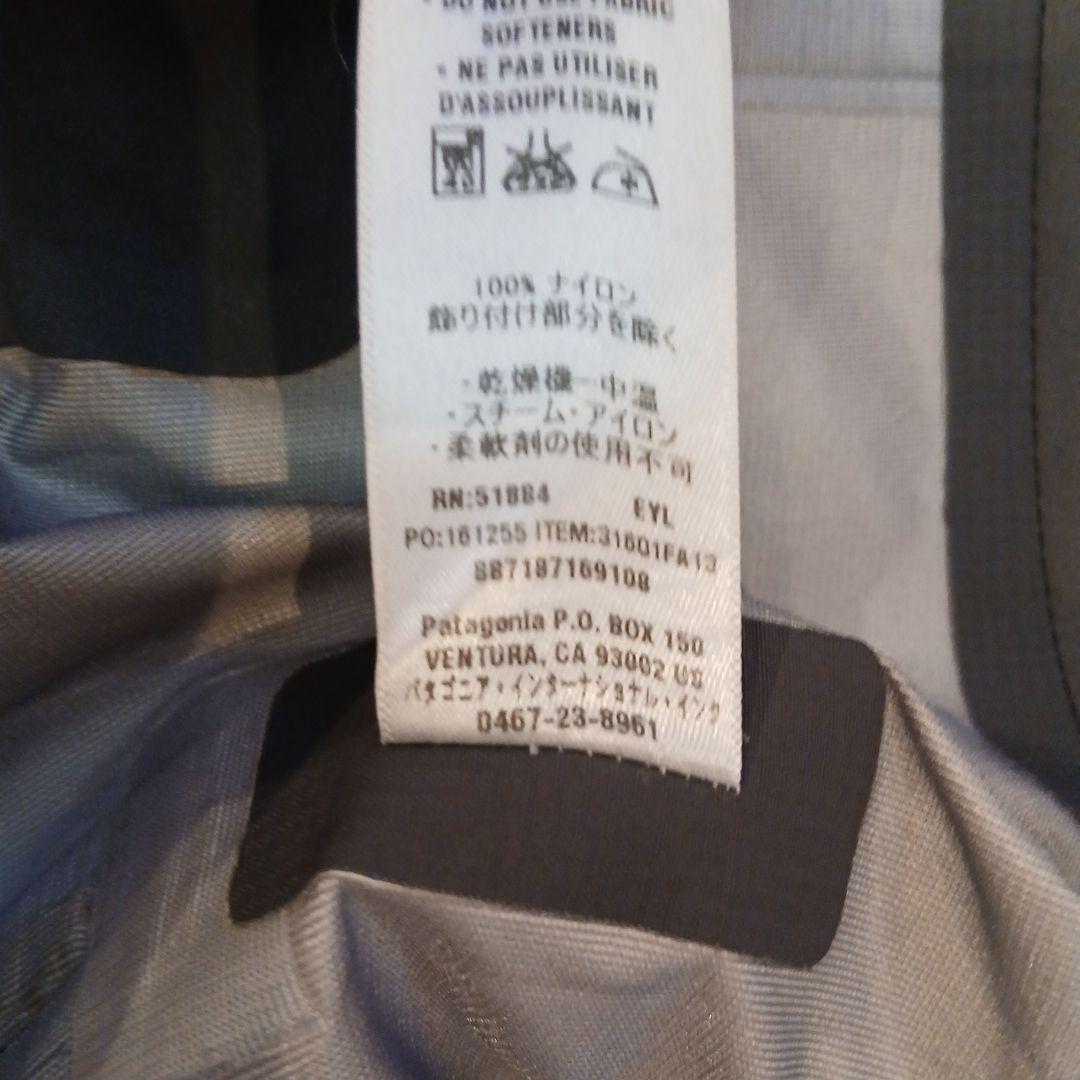 • DO NOT USE FABRIC
SOFTENERS
• NE PAS UTILISER
D'ASSOUPLISSANT
100% ナイロン
飾り付け部分を除く
・乾燥機ー中温
・スチーム・アイロン
・柔軟剤の使用不可
RN:51884 EYL
PO:161255 ITEM:31601FA13
887187169108
Patagonia P.O. BOX 150
VENTURA, CA 93002 US
パタゴニア・インターナショナル・インク
0467-23-8961